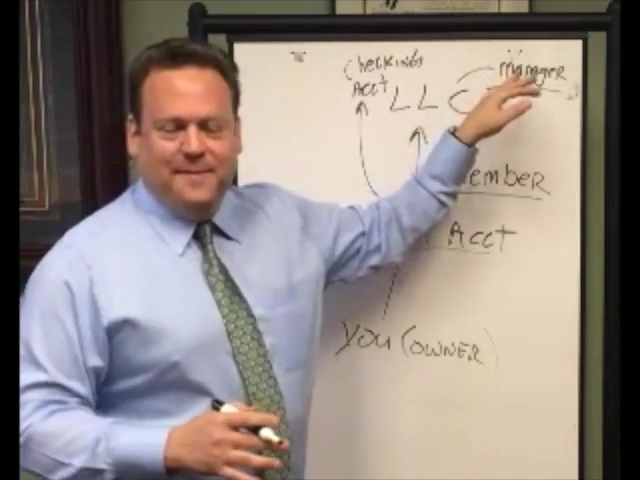 Checking
Acct
LLC
manager
ember
Acct
You (OWNER)